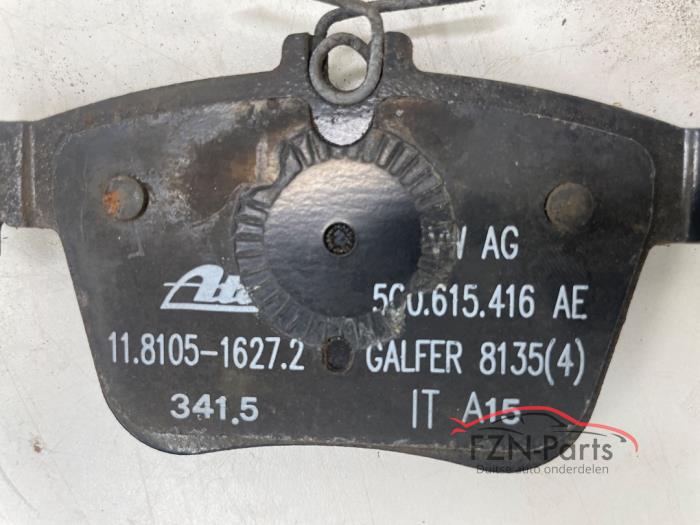 AG
Ate 5Q0.615.416 AE
11.8105-1627.2 GALFER 8135(4)
341.5 IT A15
FZN-Parts
Duitse auto onderdelen